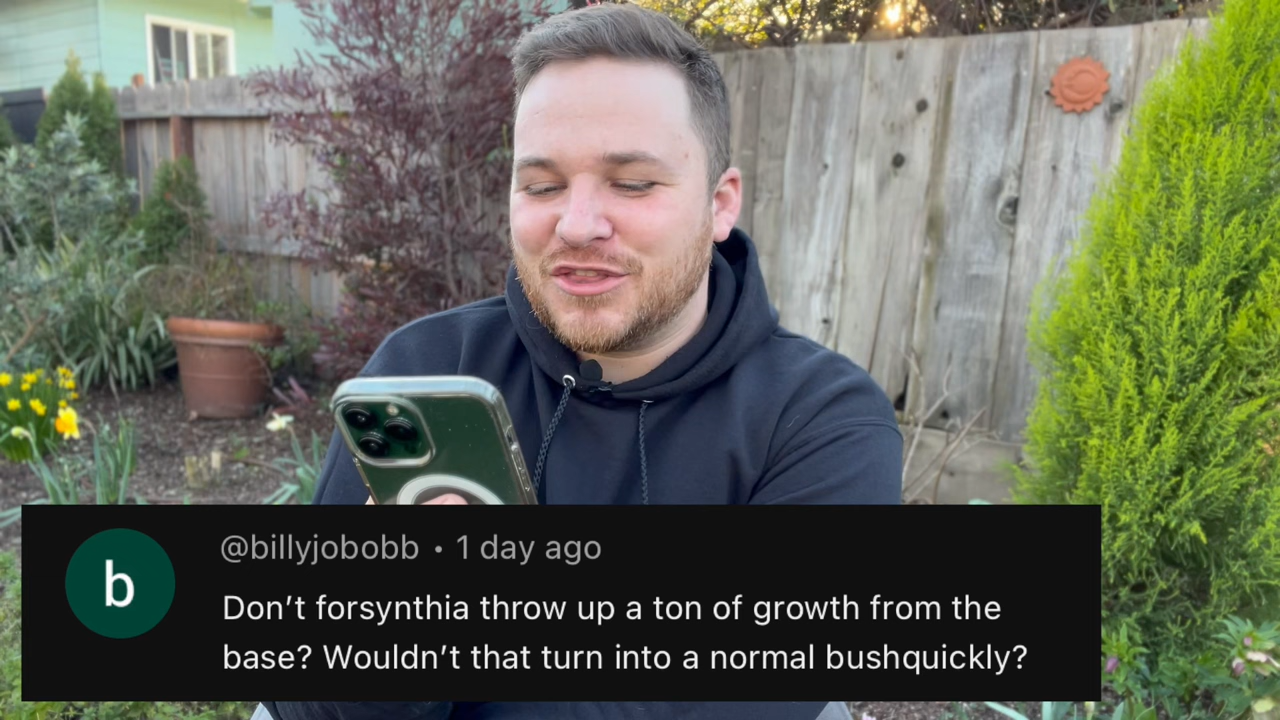 b
@billyjobobb • 1 day ago
Don’t forsynthia throw up a ton of growth from the
base? Wouldn’t that turn into a normal bushquickly?